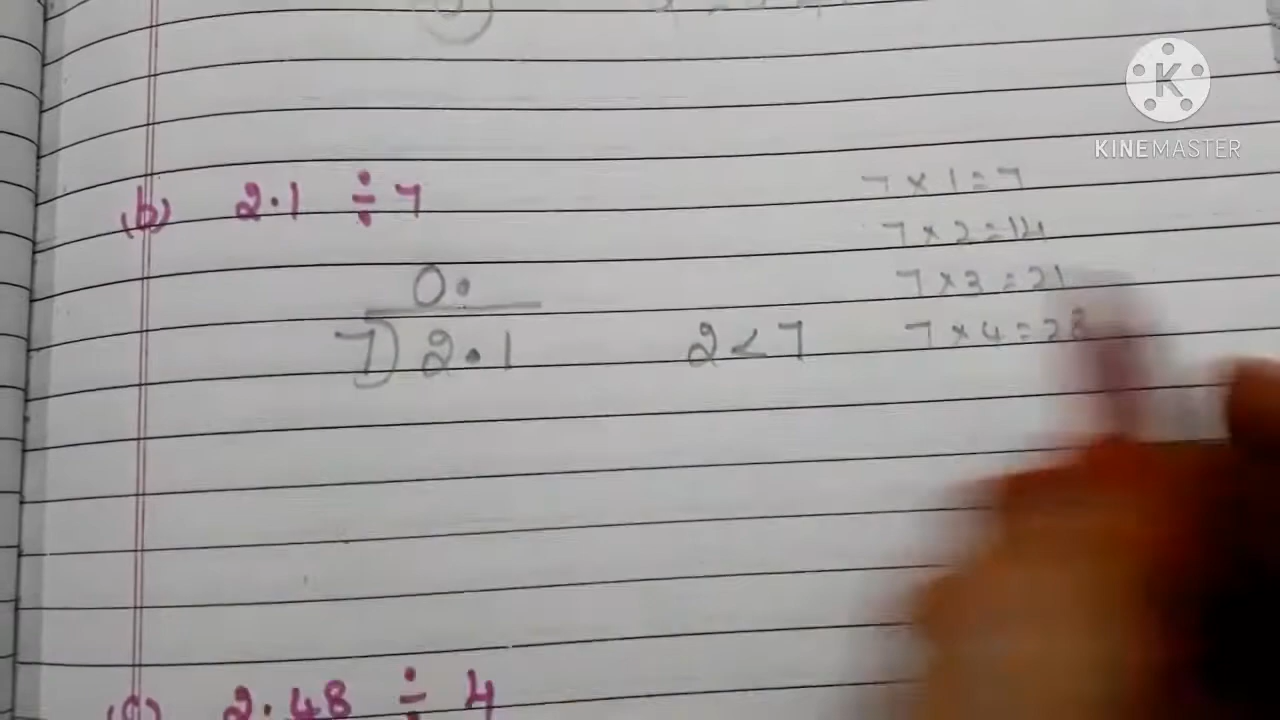 K
KINEMASTER
(b) 2.1 ÷ 7
7 × 1 = 7
7 × 2 = 14
7 × 3 = 21
7 × 4 = 28
0.
7) 2.1
2 < 7
2.48 ÷ 4